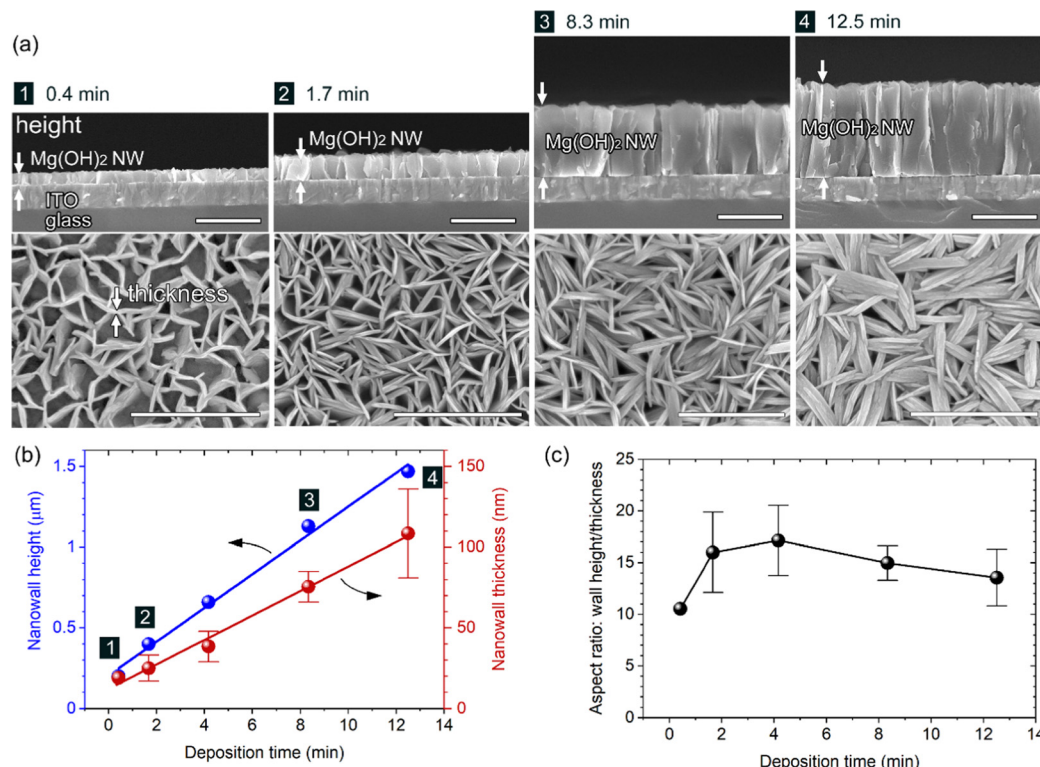 (a)
1 0.4 min
2 1.7 min
3 8.3 min
4 12.5 min
height
Mg(OH)₂ NW
ITO
glass
Mg(OH)₂ NW
Mg(OH)₂ NW
Mg(OH)₂ NW
thickness
(b)
Nanowall height (μm)
1.5
1
0.5
0
1
2
3
4
150
100
50
0
Nanowall thickness (nm)
0 2 4 6 8 10 12 14
Deposition time (min)
(c)
Aspect ratio: wall height/thickness
25
20
15
10
5
0
0 2 4 6 8 10 12 14
Deposition time (min)